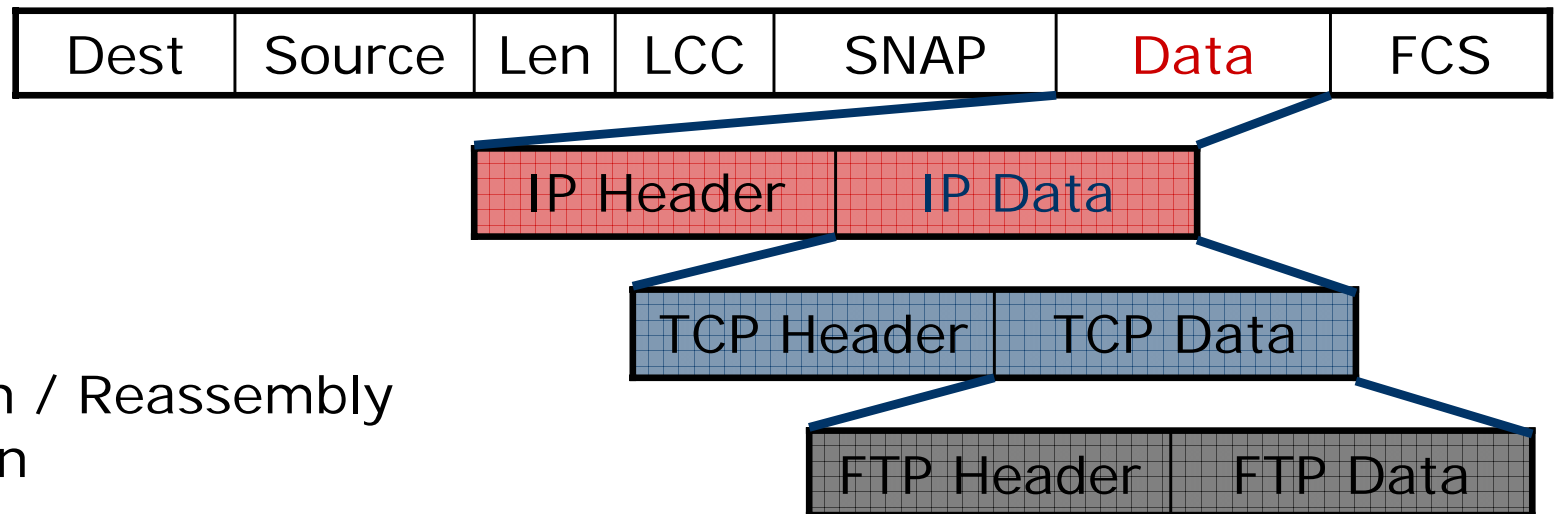 Dest Source Len LCC SNAP Data FCS
IP Header IP Data
TCP Header TCP Data
/ Reassembly
FTP Header FTP Data